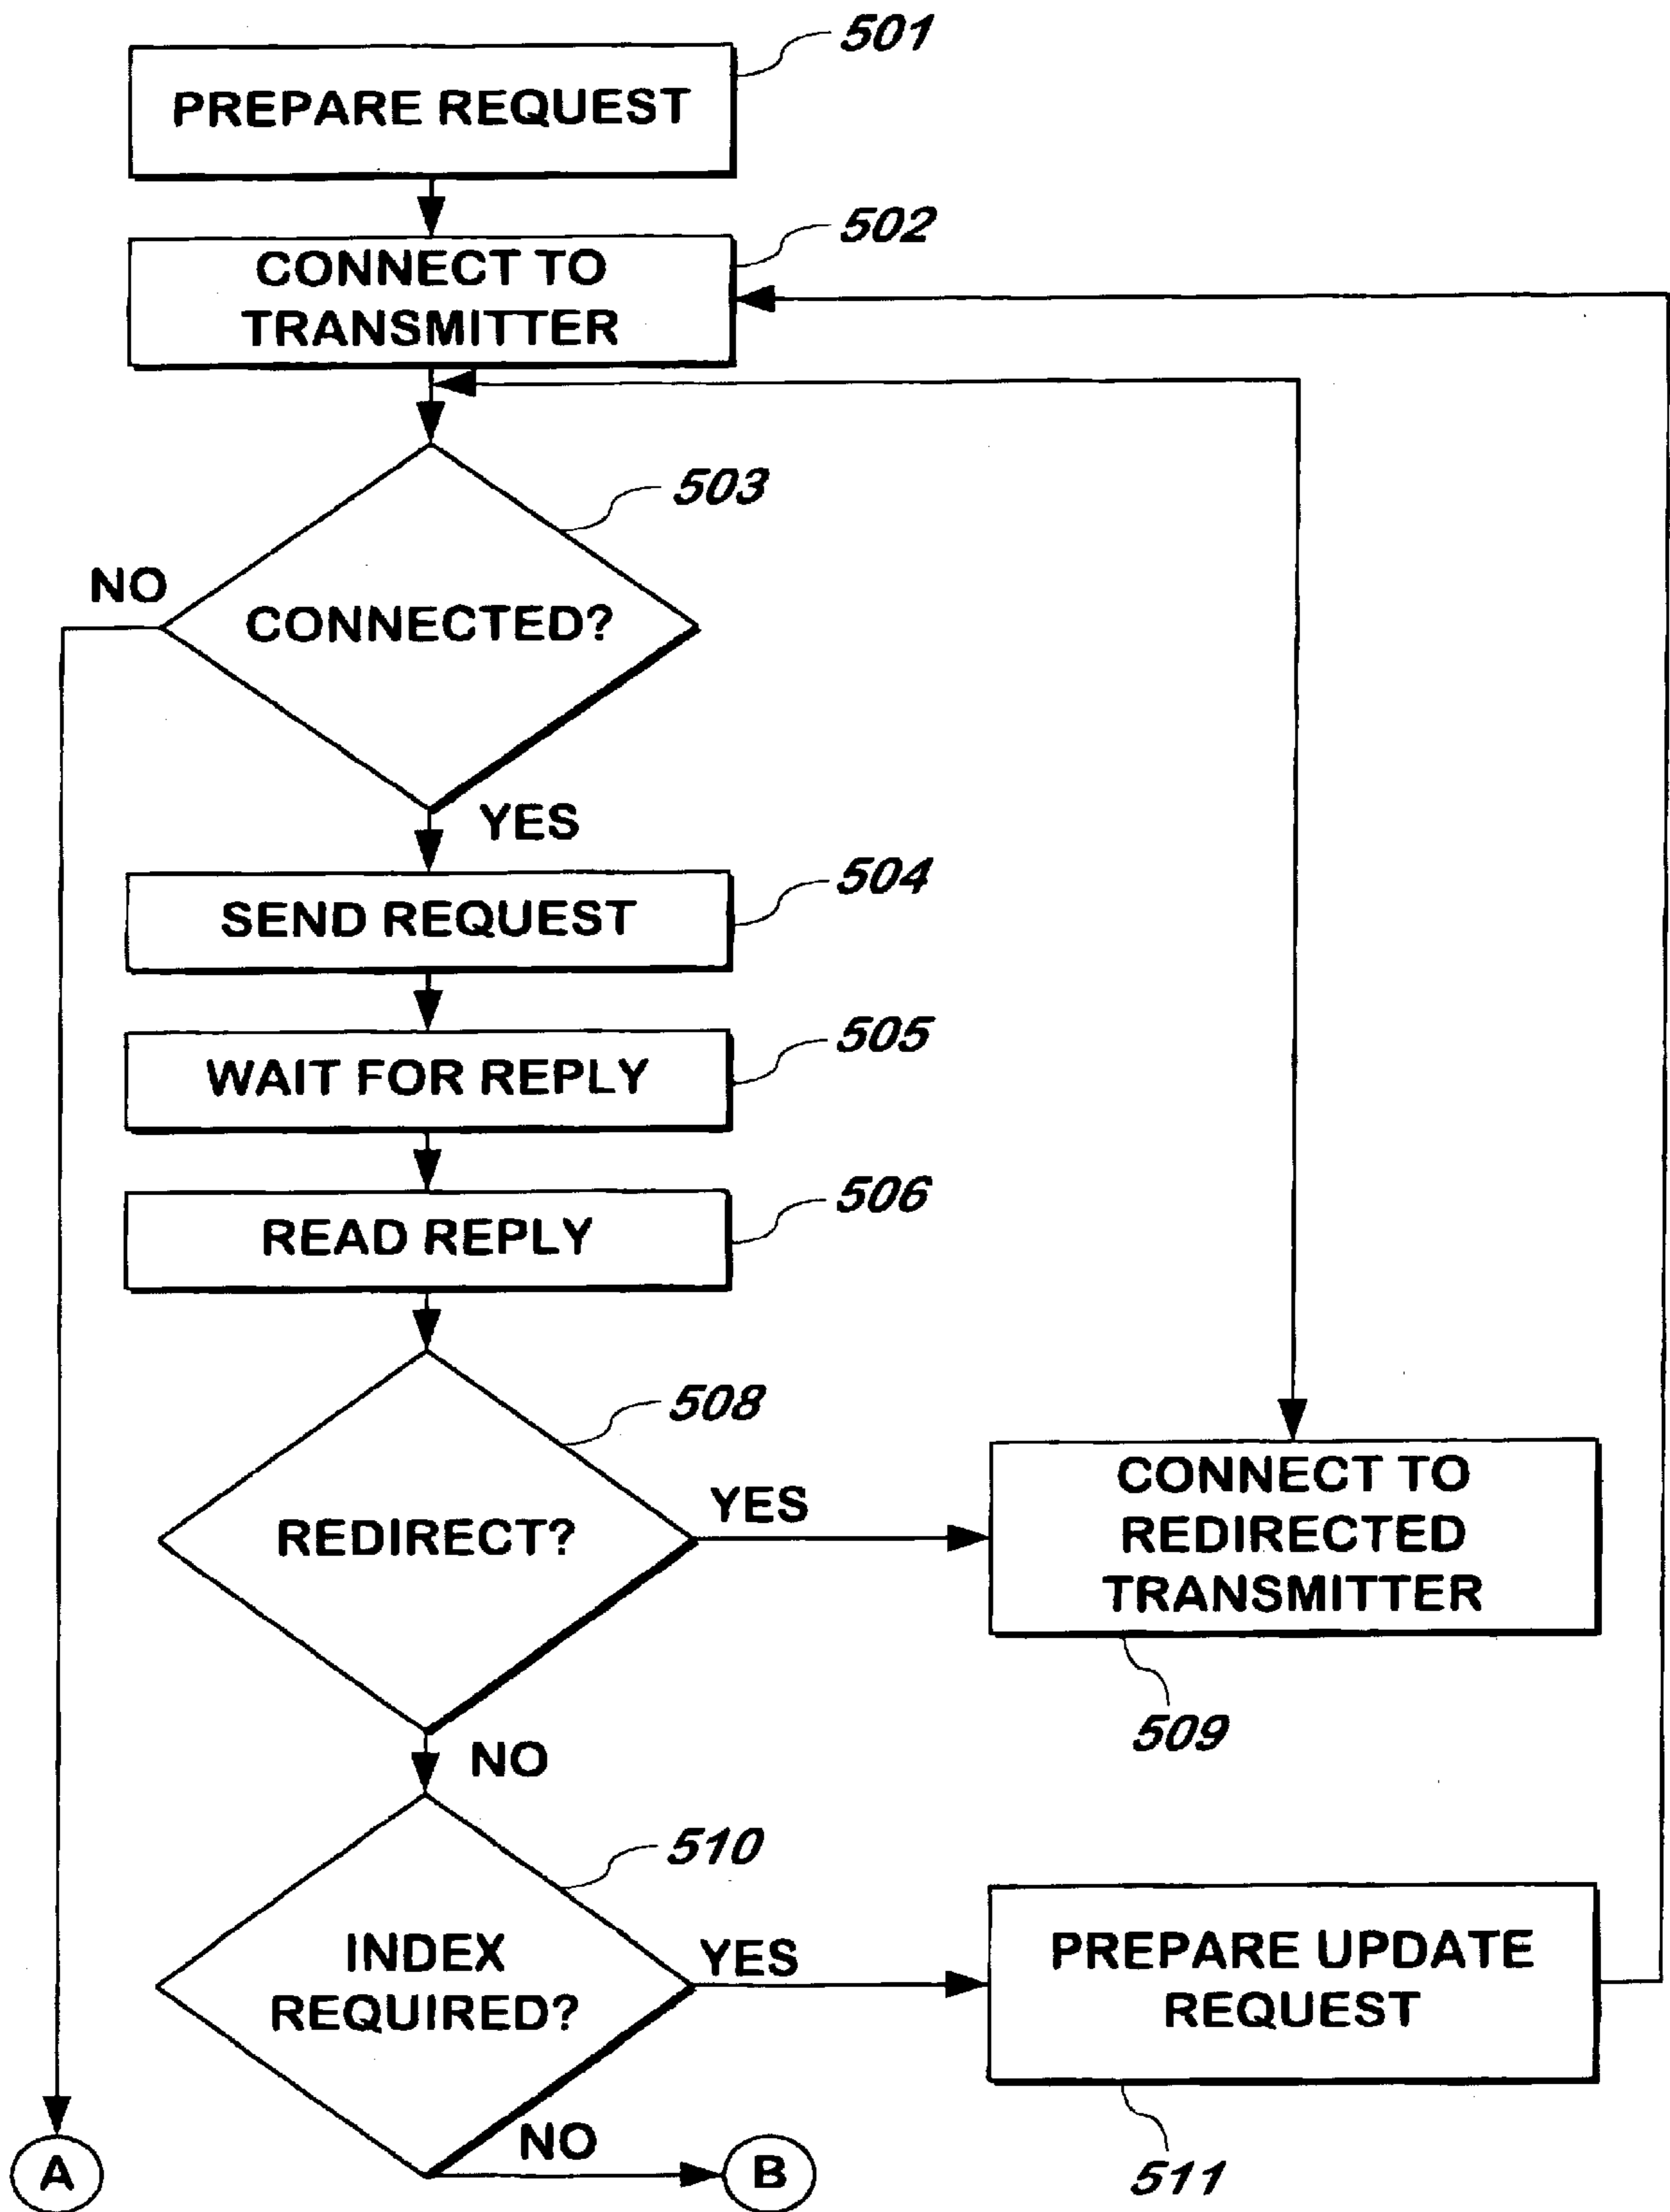 501
PREPARE REQUEST
502
CONNECT TO
TRANSMITTER
503
NO
CONNECTED?
YES
504
SEND REQUEST
505
WAIT FOR REPLY
506
READ REPLY
508
REDIRECT?
YES
CONNECT TO
REDIRECTED
TRANSMITTER
509
NO
510
INDEX
REQUIRED?
YES
PREPARE UPDATE
REQUEST
511
NO
A
B